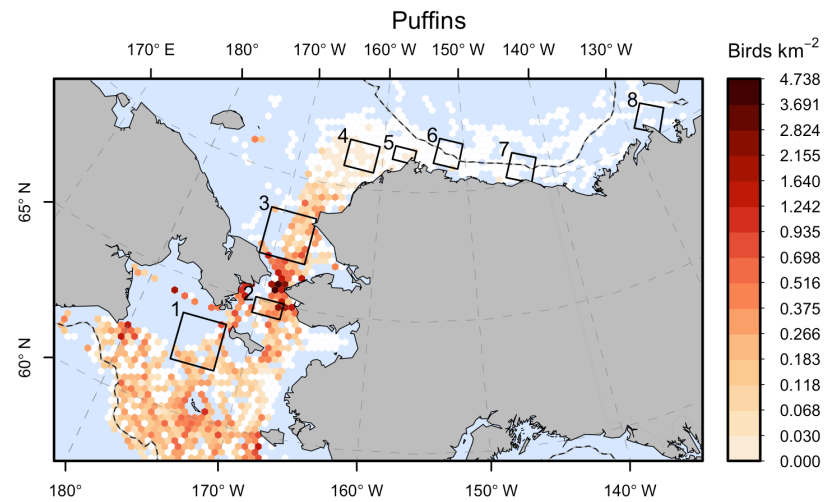 Puffins
170° E 180° 170° W 160° W 150° W 140° W 130° W
Birds km⁻²
4.738
3.691
2.824
2.155
1.640
1.242
0.935
0.698
0.516
0.375
0.266
0.183
0.118
0.068
0.030
0.000
65° N
60° N
8
4 5 6 7
3
2
1
180° 170° W 160° W 150° W 140° W